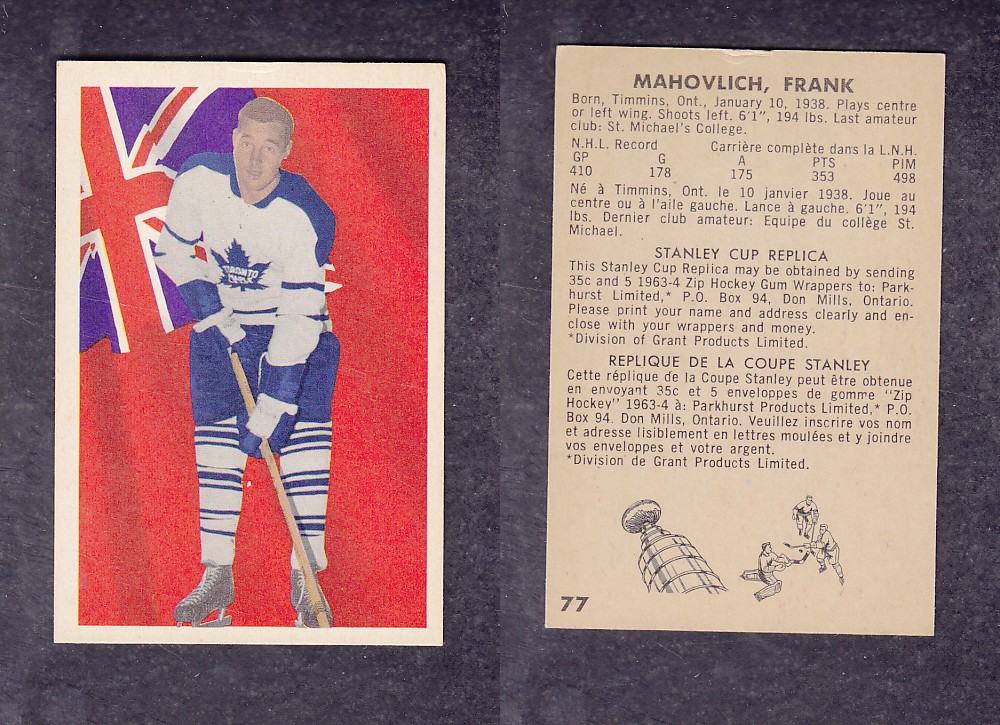 TORONTO
MAHOVLICH, FRANK
Born, Timmins, Ont., January 10, 1938. Plays centre
or left wing. Shoots left. 6'1", 194 lbs. Last amateur
club: St. Michael's College.
N.H.L. Record Carrière complète dans la L.N.H.
GP G A PTS PIM
410 178 175 353 498
Né à Timmins, Ont. le 10 janvier 1938. Joue au
centre ou à l'aile gauche. Lance à gauche. 6'1", 194
lbs. Dernier club amateur: Equipe du collège St.
Michael.
STANLEY CUP REPLICA
This Stanley Cup Replica may be obtained by sending
35c and 5 1963-4 Zip Hockey Gum Wrappers to: Park-
hurst Limited,* P.O. Box 94, Don Mills, Ontario.
Please print your name and address clearly and en-
close with your wrappers and money.
*Division of Grant Products Limited.
REPLIQUE DE LA COUPE STANLEY
Cette réplique de la Coupe Stanley peut être obtenue
en envoyant 35c et 5 enveloppes de gomme "Zip
Hockey" 1963-4 à: Parkhurst Products Limited,* P.O.
Box 94. Don Mills, Ontario. Veuillez inscrire vos nom
et adresse lisiblement en lettres moulées et y joindre
vos enveloppes et votre argent.
*Division de Grant Products Limited.
77